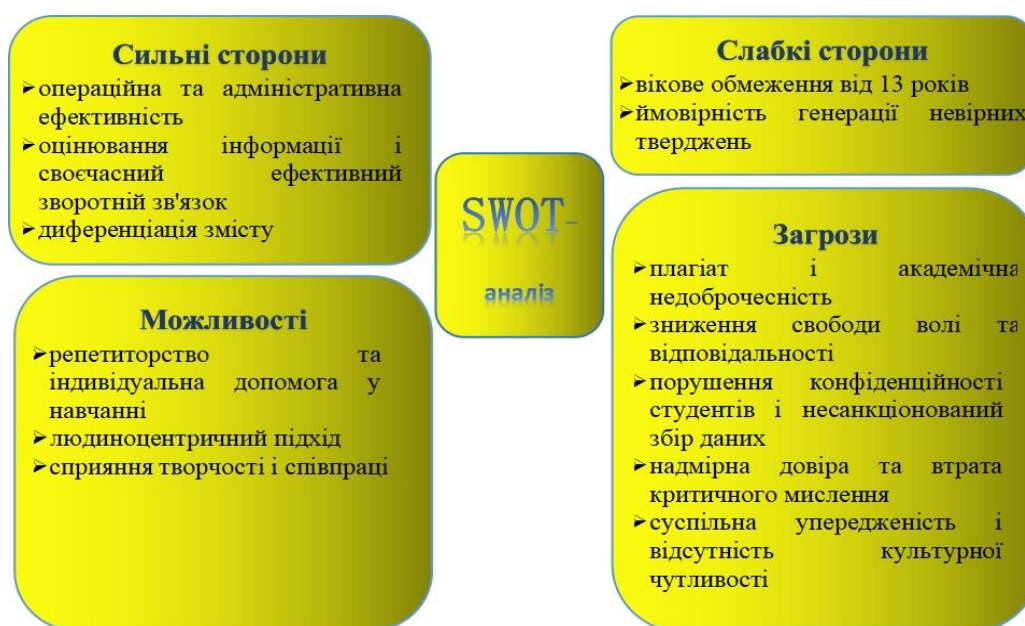 Сильні сторони
➢операційна та адміністративна
ефективність
➢оцінювання інформації і
своєчасний ефективний
зворотній зв'язок
➢диференціація змісту
Слабкі сторони
➢вікове обмеження від 13 років
➢ймовірність генерації невірних
тверджень
SWOT-
аналіз
Можливості
➢репетиторство та
індивідуальна допомога у
навчанні
➢людиноцентричний підхід
➢сприяння творчості і співпраці
Загрози
➢плагіат і академічна
недоброчесність
➢зниження свободи волі та
відповідальності
➢порушення конфіденційності
студентів і несанкціонований
збір даних
➢надмірна довіра та втрата
критичного мислення
➢суспільна упередженість і
відсутність культурної
чутливості